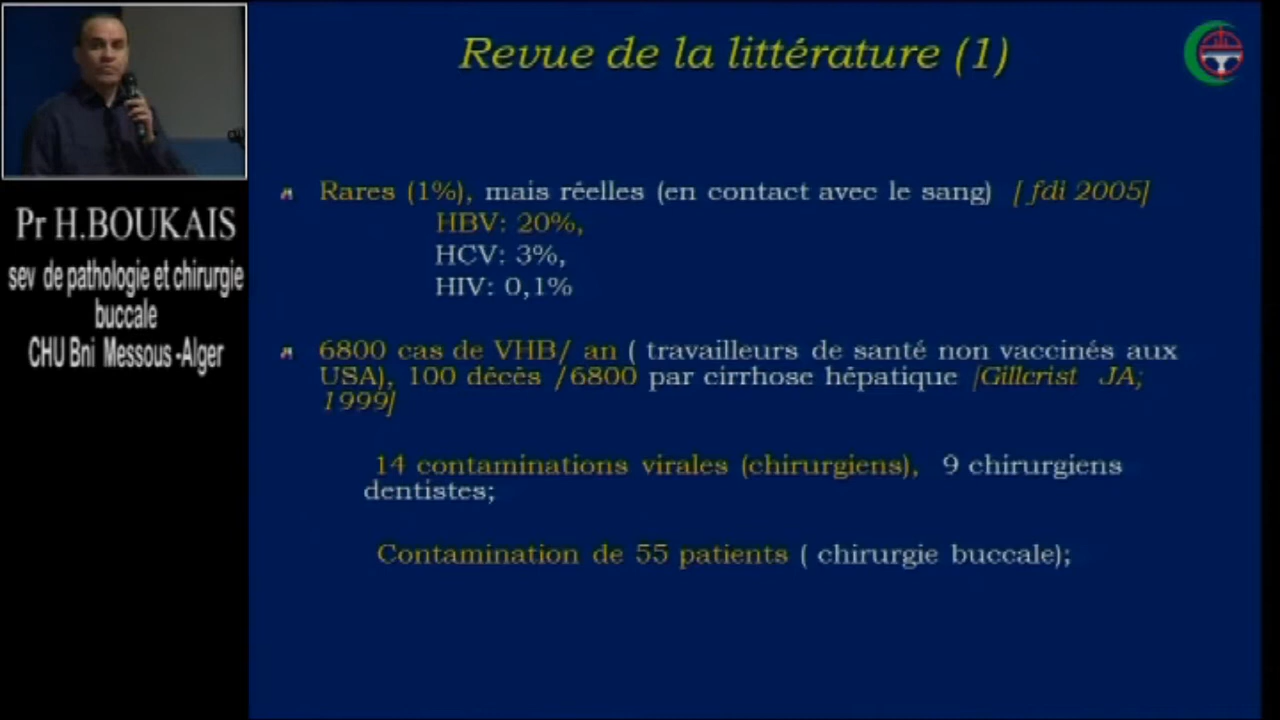 Revue de la littérature (1)
Pr H.BOUKAIS
sev de pathologie et chirurgie
buccale
CHU Bni Messous -Alger
Rares (1%), mais réelles (en contact avec le sang) [ fdi 2005]
HBV: 20%,
HCV: 3%,
HIV: 0,1%
6800 cas de VHB/ an ( travailleurs de santé non vaccinés aux
USA), 100 décès /6800 par cirrhose hépatique [Gillcrist JA;
1999]
14 contaminations virales (chirurgiens), 9 chirurgiens
dentistes;
Contamination de 55 patients ( chirurgie buccale);